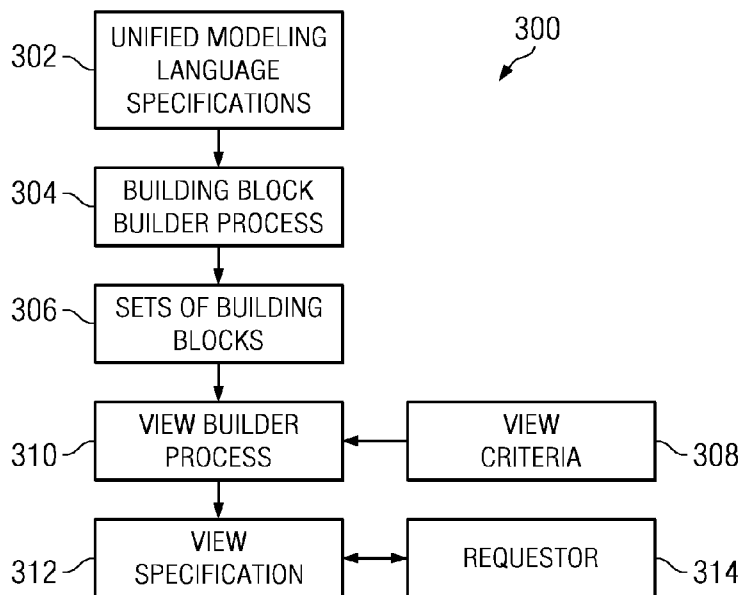 302
UNIFIED MODELING
LANGUAGE
SPECIFICATIONS
300
304
BUILDING BLOCK
BUILDER PROCESS
306
SETS OF BUILDING
BLOCKS
310
VIEW BUILDER
PROCESS
VIEW
CRITERIA
308
312
VIEW
SPECIFICATION
REQUESTOR
314